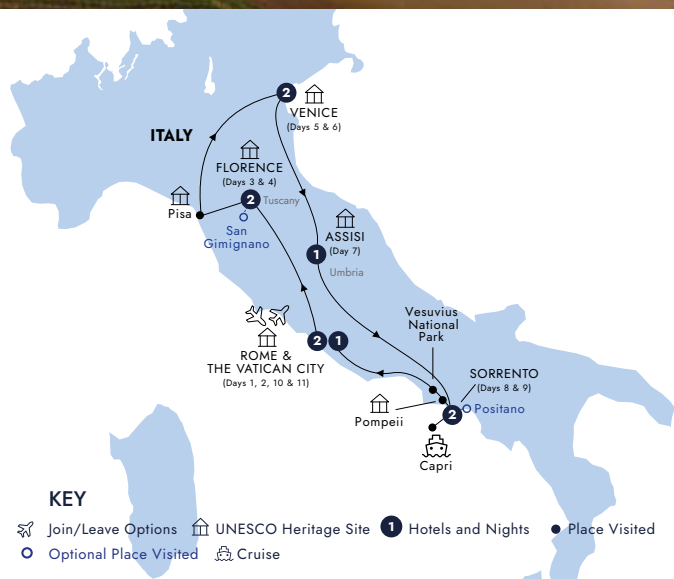 2
VENICE
(Days 5 & 6)
ITALY
FLORENCE
(Days 3 & 4)
2
Tuscany
Pisa
San
Gimignano
ASSISI
(Day 7)
1
Umbria
Vesuvius
National
Park
2
1
ROME &
THE VATICAN CITY
(Days 1, 2, 10 & 11)
SORRENTO
(Days 8 & 9)
Positano
2
Pompeii
Capri
KEY
Join/Leave Options
UNESCO Heritage Site
1
Hotels and Nights
Place Visited
Optional Place Visited
Cruise